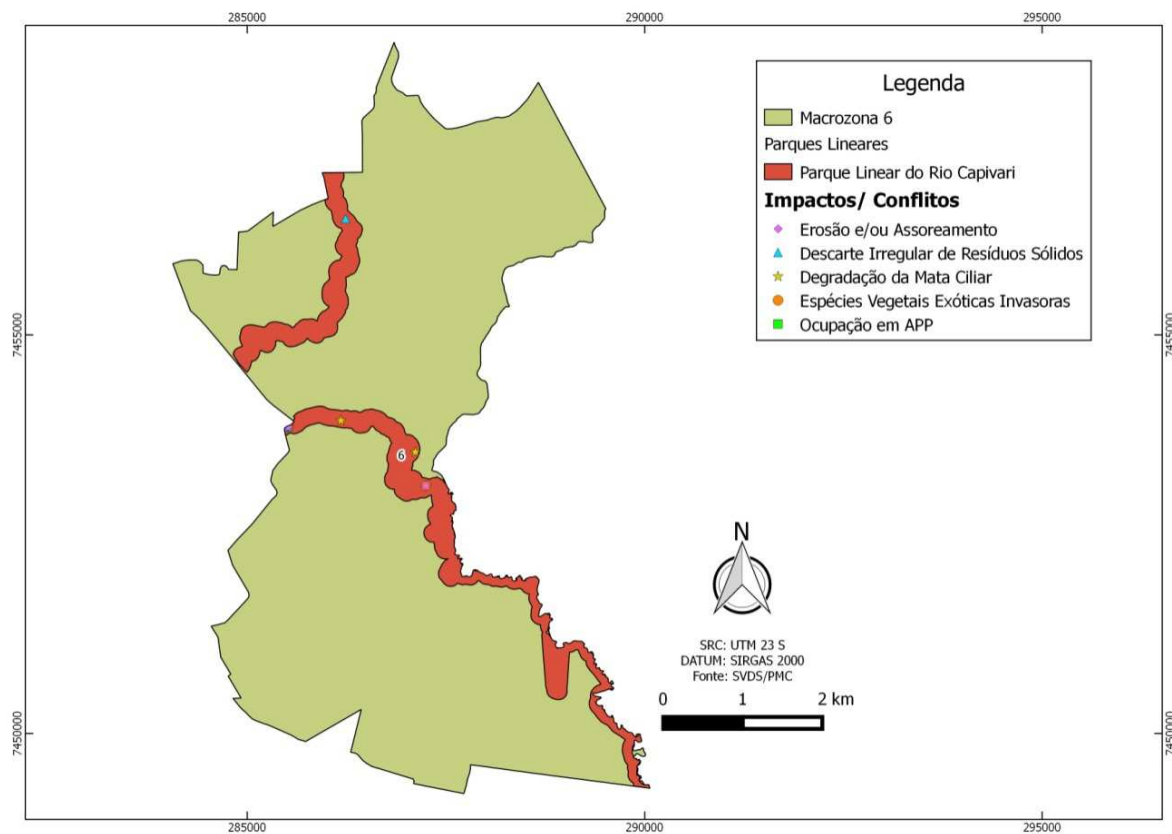 285000
290000
295000
Legenda
Macrozona 6
Parques Lineares
Parque Linear do Rio Capivari
Impactos/ Conflitos
Erosão e/ou Assoreamento
Descarte Irregular de Resíduos Sólidos
Degradação da Mata Ciliar
Espécies Vegetais Exóticas Invasoras
Ocupação em APP
7455000
7455000
6
N
SRC: UTM 23 S
DATUM: SIRGAS 2000
Fonte: SVDS/PMC
0 1 2 km
7450000
7450000
285000
290000
295000